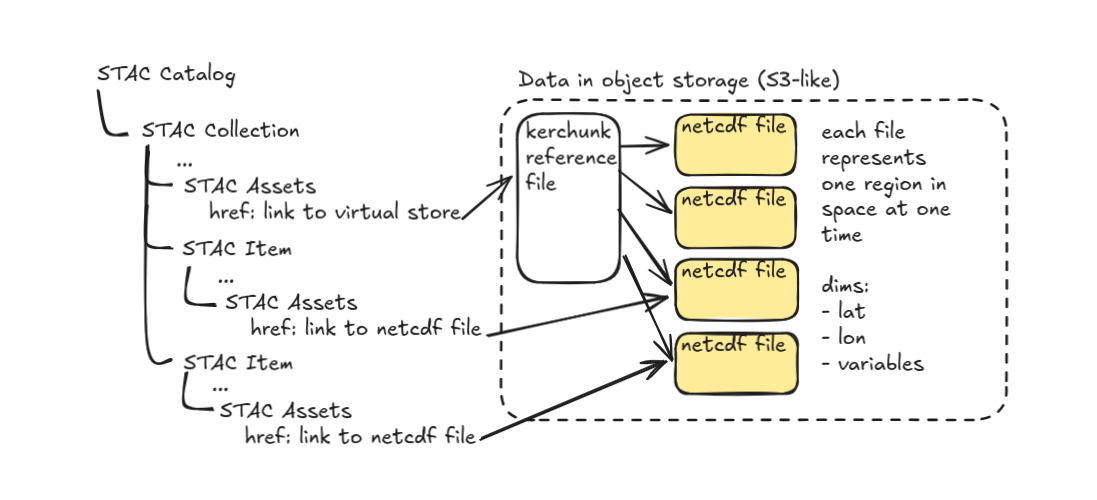 STAC Catalog
STAC Collection
...
STAC Assets
href: link to virtual store
STAC Item
...
STAC Assets
href: link to netcdf file
STAC Item
...
STAC Assets
href: link to netcdf file
Data in object storage (S3-like)
kerchunk
reference
file
netcdf file
netcdf file
netcdf file
netcdf file
each file
represents
one region in
space at one
time
dims:
- lat
- lon
- variables